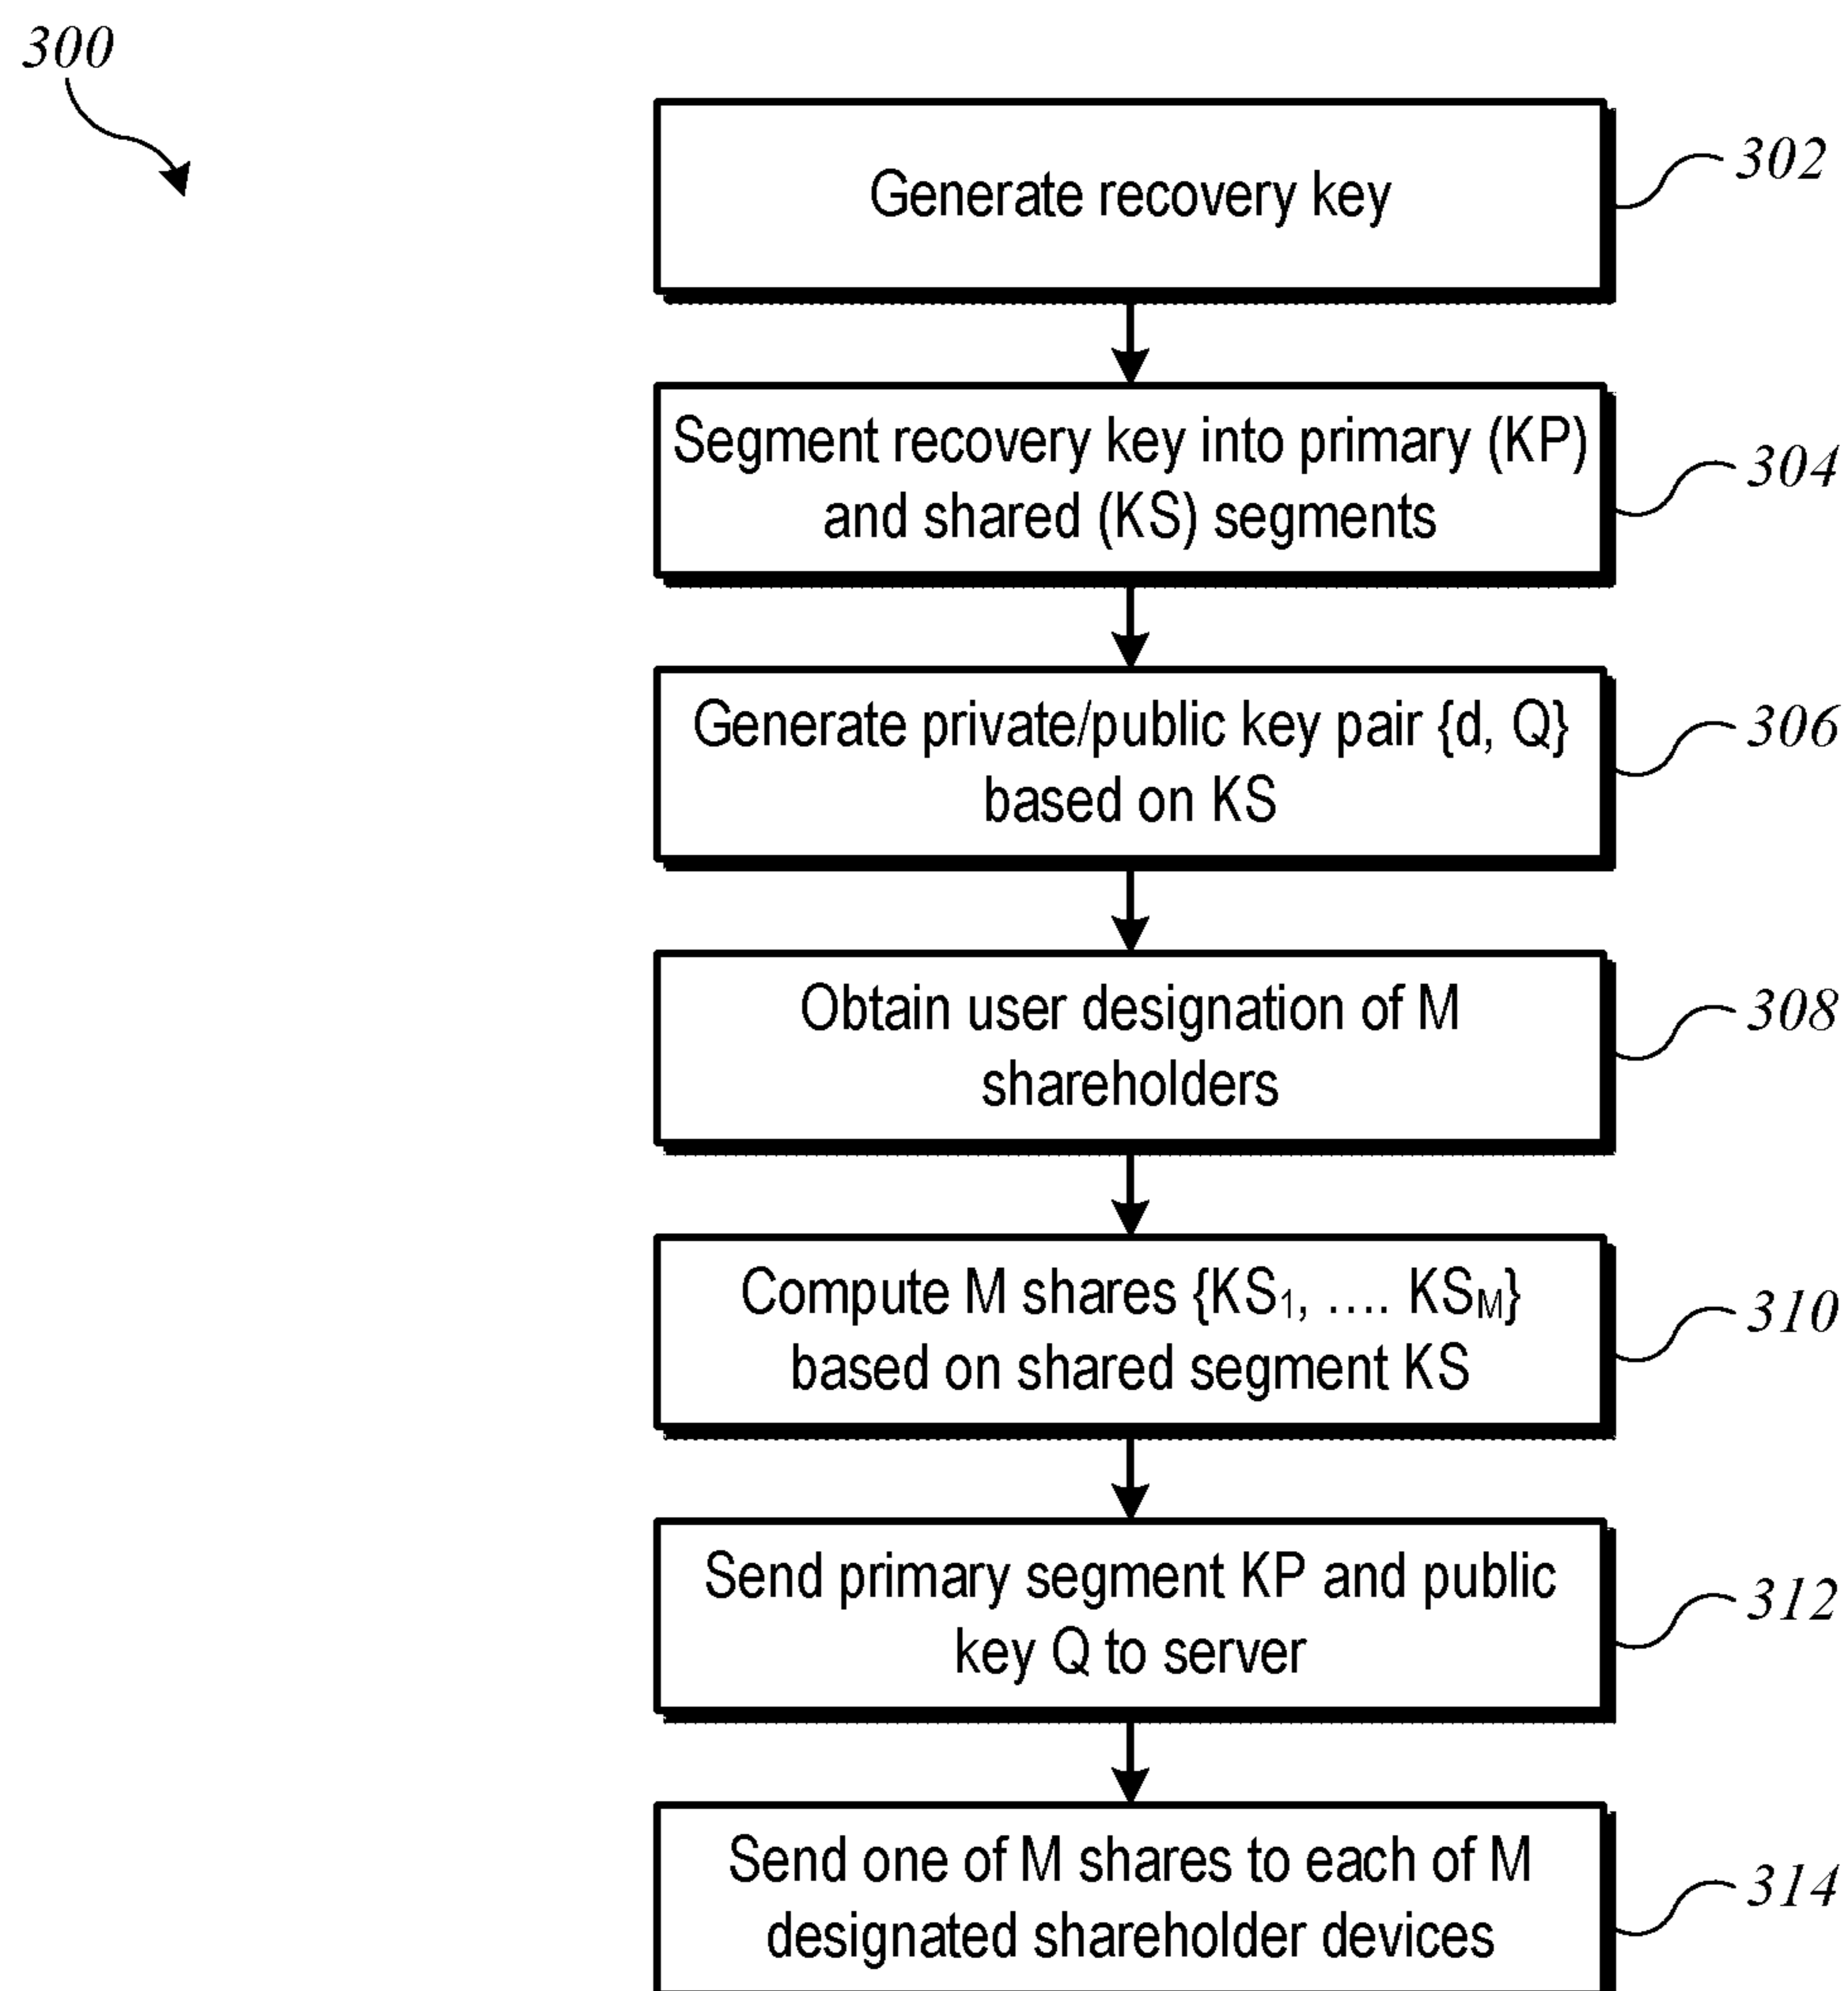 300
Generate recovery key
302
Segment recovery key into primary (KP)
and shared (KS) segments
304
Generate private/public key pair {d, Q}
based on KS
306
Obtain user designation of M
shareholders
308
Compute M shares {KS₁, .... KSM}
based on shared segment KS
310
Send primary segment KP and public
key Q to server
312
Send one of M shares to each of M
designated shareholder devices
314